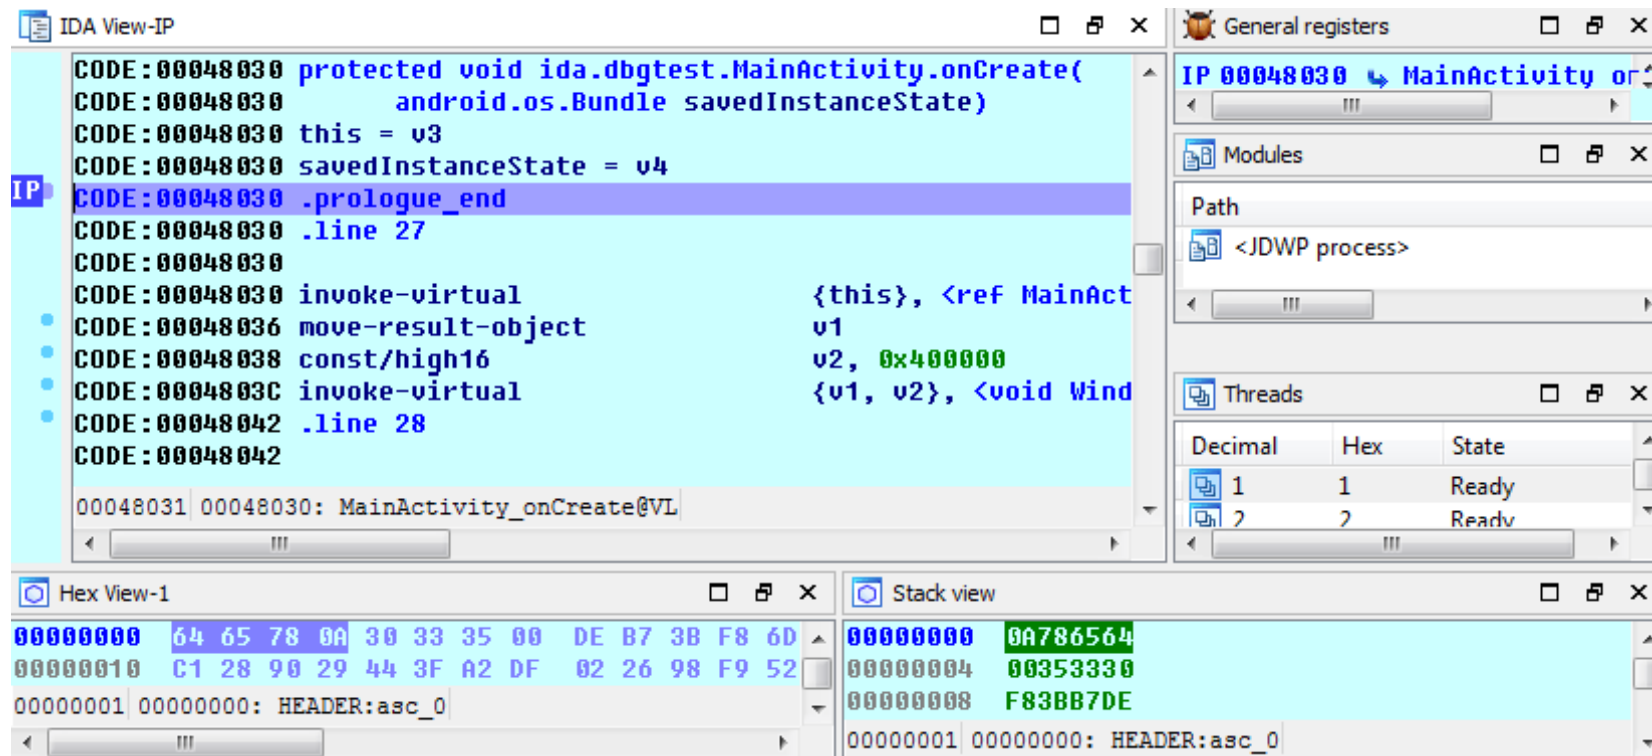 IDA View-IP
CODE:00048030 protected void ida.dbgtest.MainActivity.onCreate(
CODE:00048030 android.os.Bundle savedInstanceState)
CODE:00048030 this = v3
CODE:00048030 savedInstanceState = v4
IP
CODE:00048030 .prologue_end
CODE:00048030 .line 27
CODE:00048030
CODE:00048030 invoke-virtual {this}, <ref MainAct
CODE:00048036 move-result-object v1
CODE:00048038 const/high16 v2, 0x400000
CODE:0004803C invoke-virtual {v1, v2}, <void Wind
CODE:00048042 .line 28
CODE:00048042
00048031 00048030: MainActivity_onCreate@VL
General registers
IP 00048030 MainActivity
Modules
Path
<JDWP process>
Threads
Decimal Hex State
1 1 Ready
2 2 Ready
Hex View-1
00000000 64 65 78 0A 30 33 35 00 DE B7 3B F8 6D
00000010 C1 28 90 29 44 3F A2 DF 02 26 98 F9 52
00000001 00000000: HEADER:asc_0
Stack view
00000000 0A786564
00000004 00353330
00000008 F83BB7DE
00000001 00000000: HEADER:asc_0